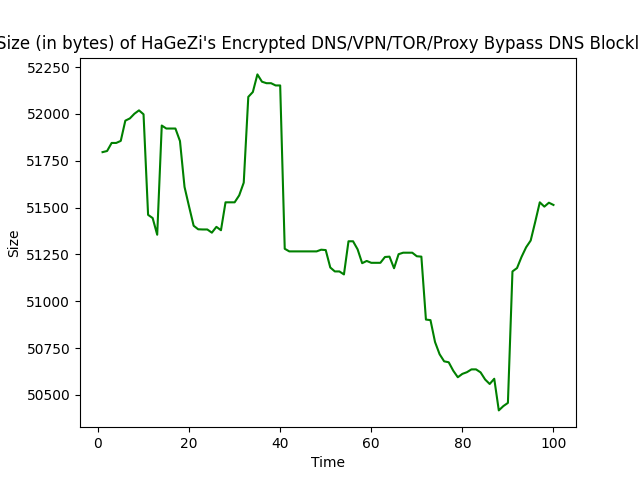 Size (in bytes) of HaGeZi's Encrypted DNS/VPN/TOR/Proxy Bypass DNS Blockl
52250
52000
51750
51500
51250
51000
50750
50500
Size
0 20 40 60 80 100
Time